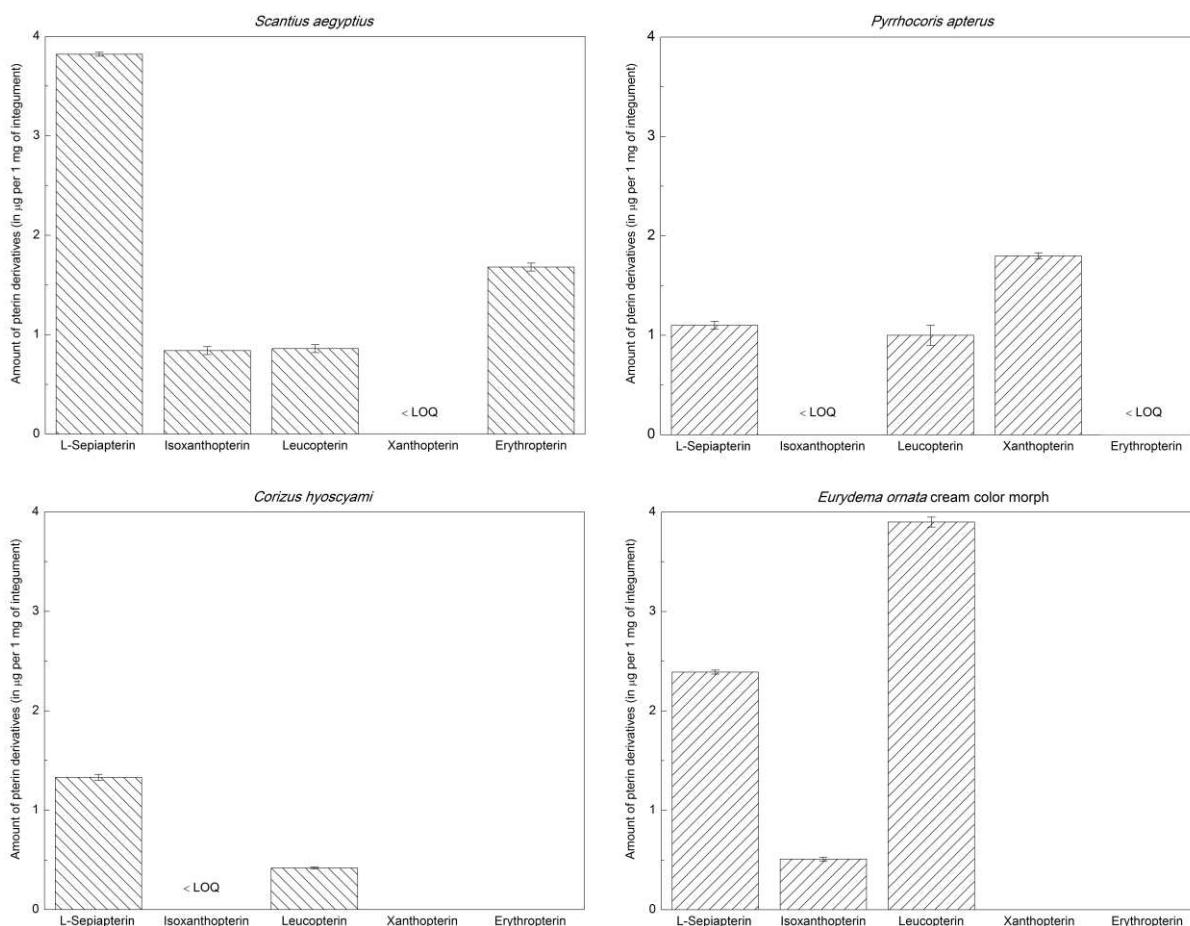 Scantius aegyptius
Amount of pterin derivatives (in µg per 1 mg of integument)
4
3
2
1
0
< LOQ
L-Sepiapterin Isoxanthopterin Leucopterin Xanthopterin Erythropterin
Pyrrhocoris apterus
Amount of pterin derivatives (in µg per 1 mg of integument)
4
3
2
1
0
< LOQ < LOQ
L-Sepiapterin Isoxanthopterin Leucopterin Xanthopterin Erythropterin
Corizus hyoscyami
Amount of pterin derivatives (in µg per 1 mg of integument)
4
3
2
1
0
< LOQ
L-Sepiapterin Isoxanthopterin Leucopterin Xanthopterin Erythropterin
Eurydema ornata cream color morph
Amount of pterin derivatives (in µg per 1 mg of integument)
4
3
2
1
0
L-Sepiapterin Isoxanthopterin Leucopterin Xanthopterin Erythropterin